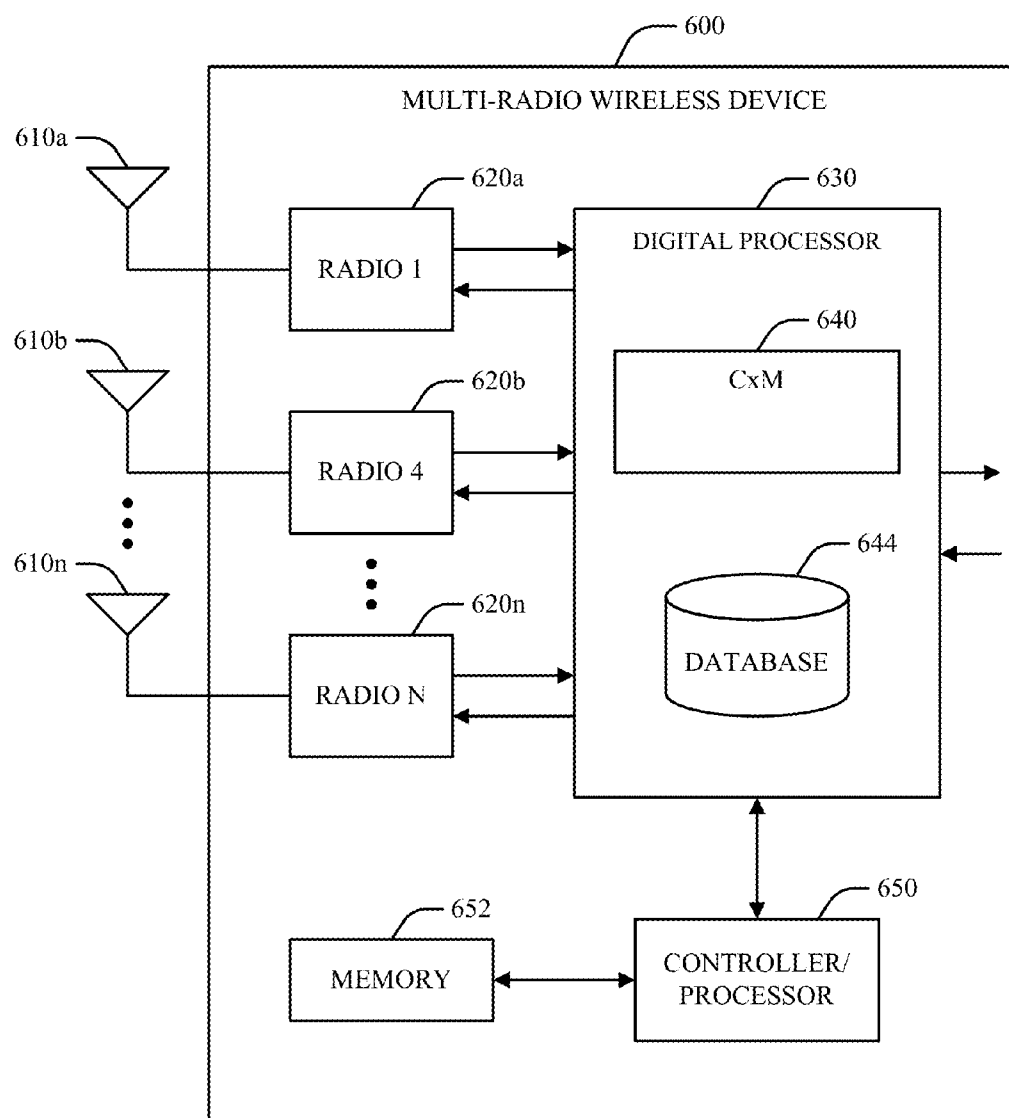 600
MULTI-RADIO WIRELESS DEVICE
610a
620a
630
RADIO 1
DIGITAL PROCESSOR
610b
620b
640
CxM
RADIO 4
610n
620n
644
RADIO N
DATABASE
652
650
MEMORY
CONTROLLER/
PROCESSOR